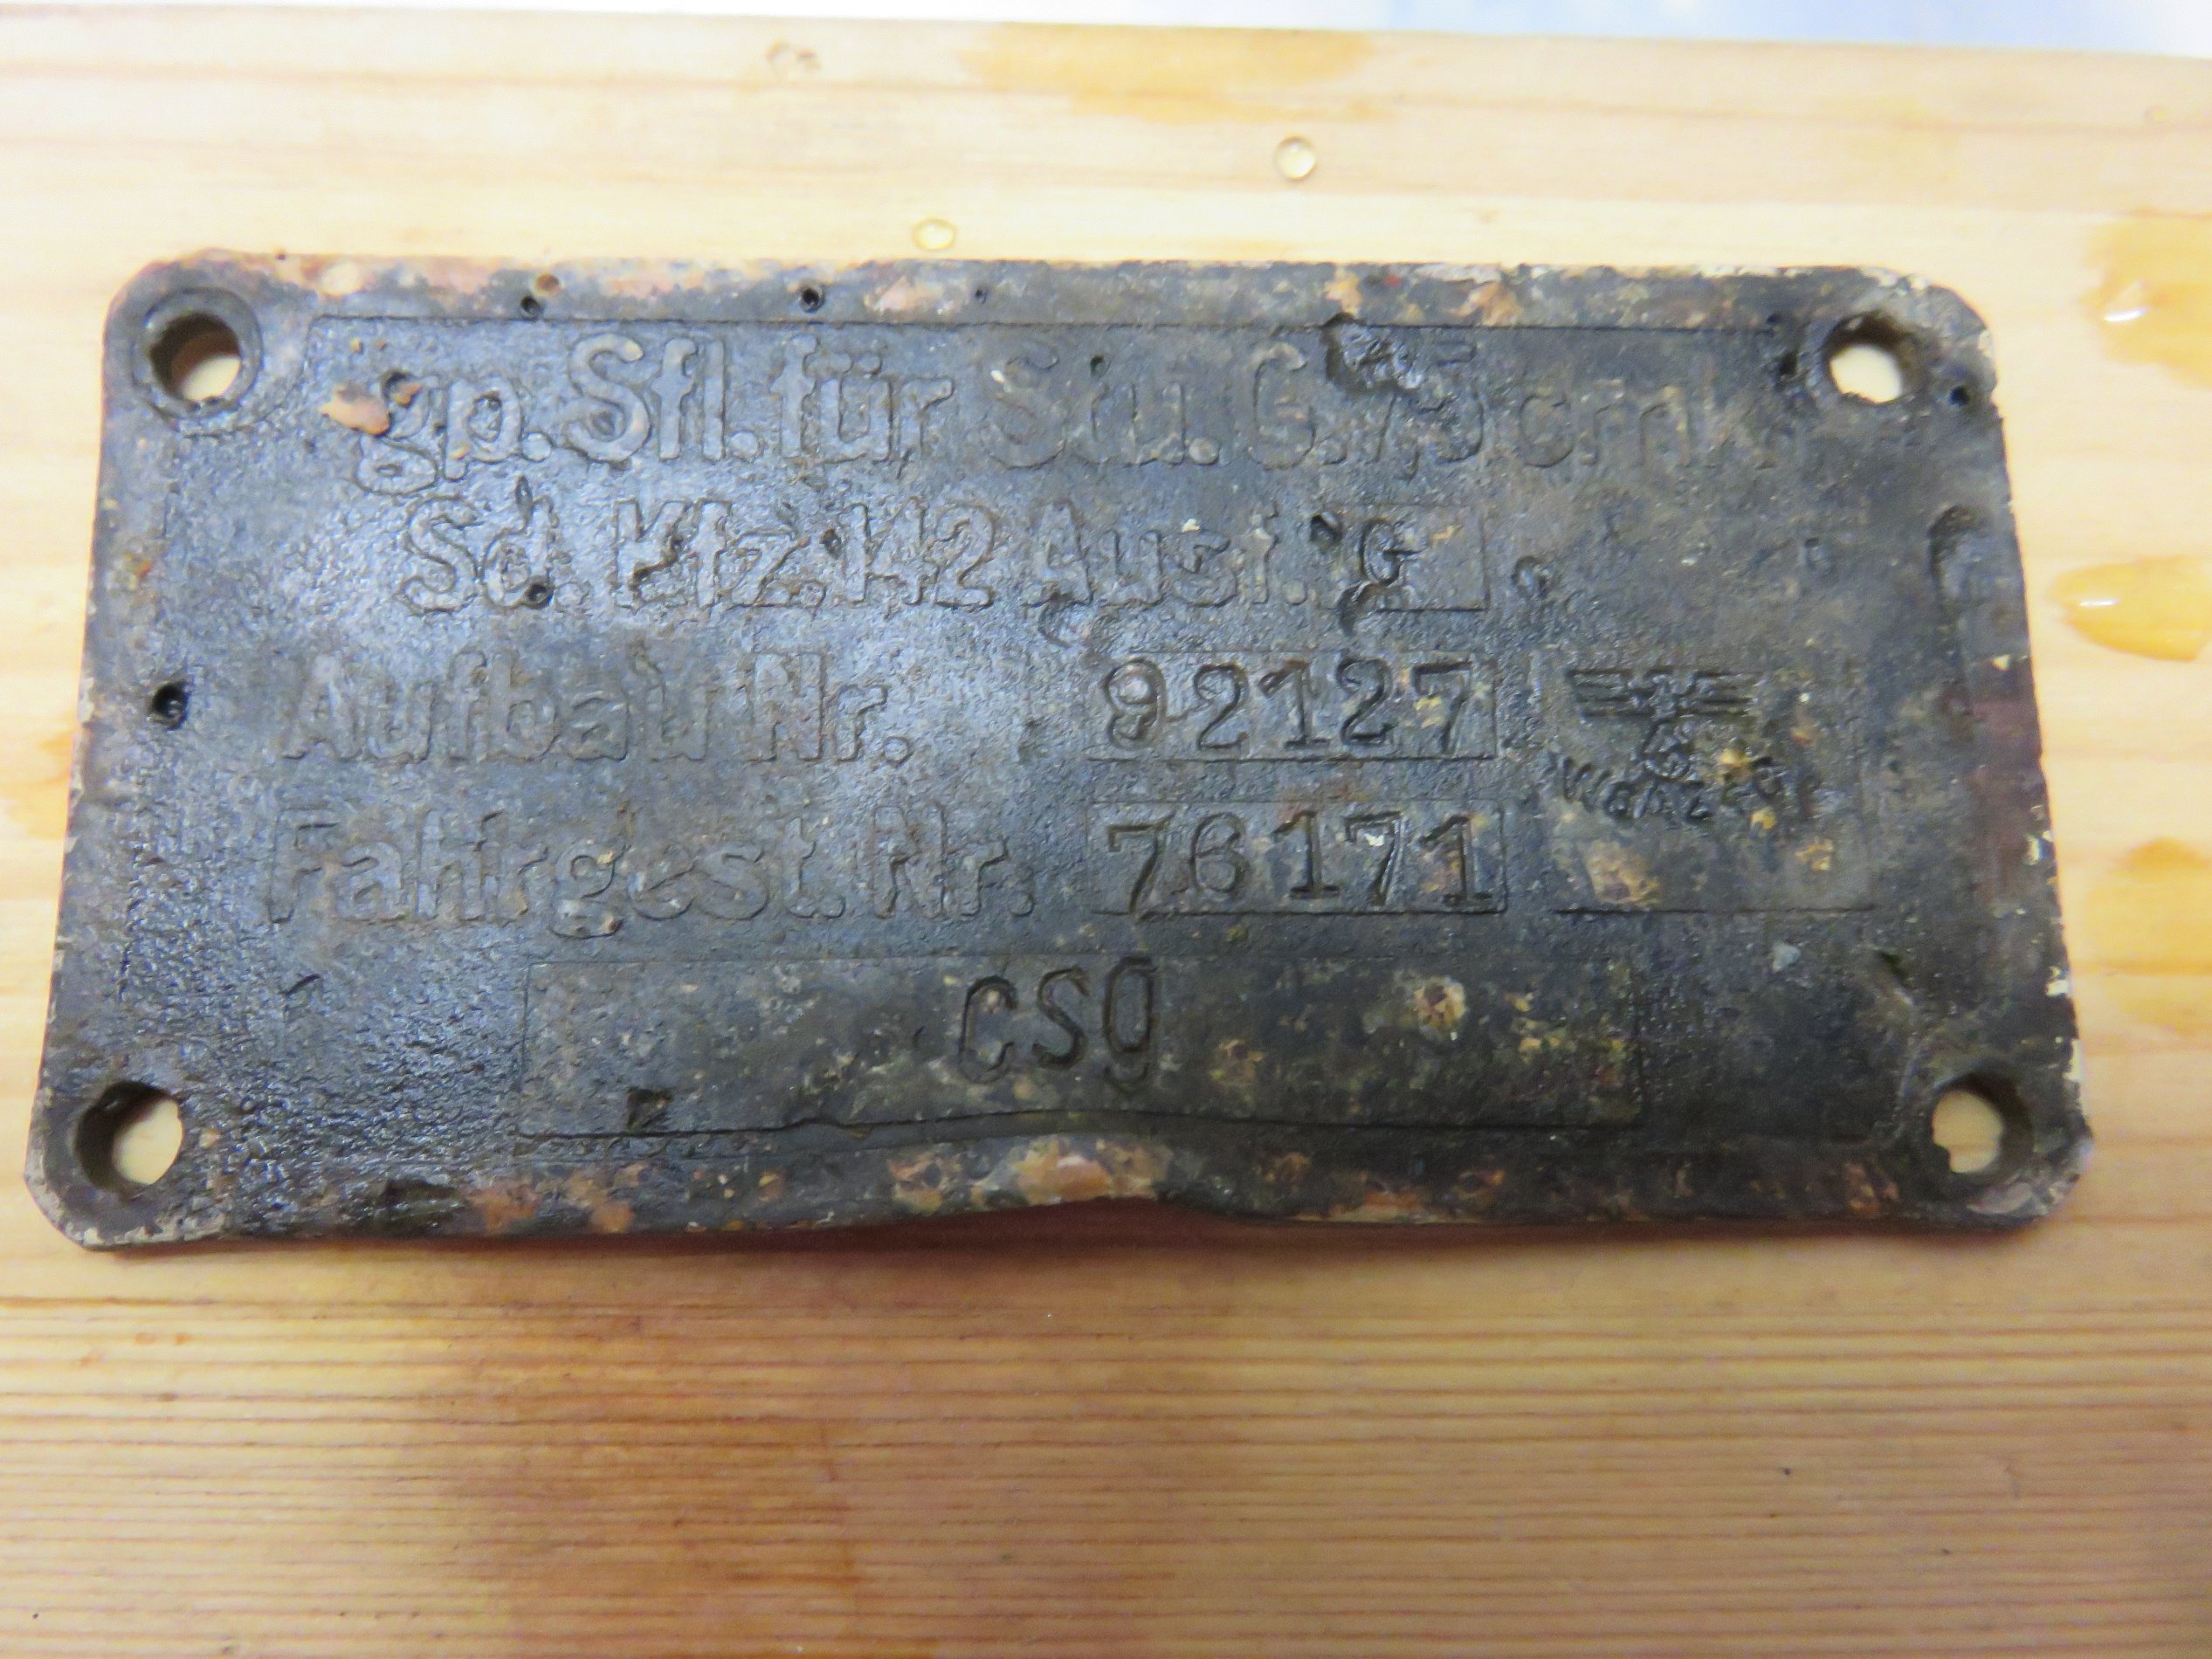 gp. Sfl. für Stu. G. 7,5 cm K
Sd. Kfz. 142 Ausf. G
Aufbau Nr. 92127
Fahrgest. Nr. 76171
csg